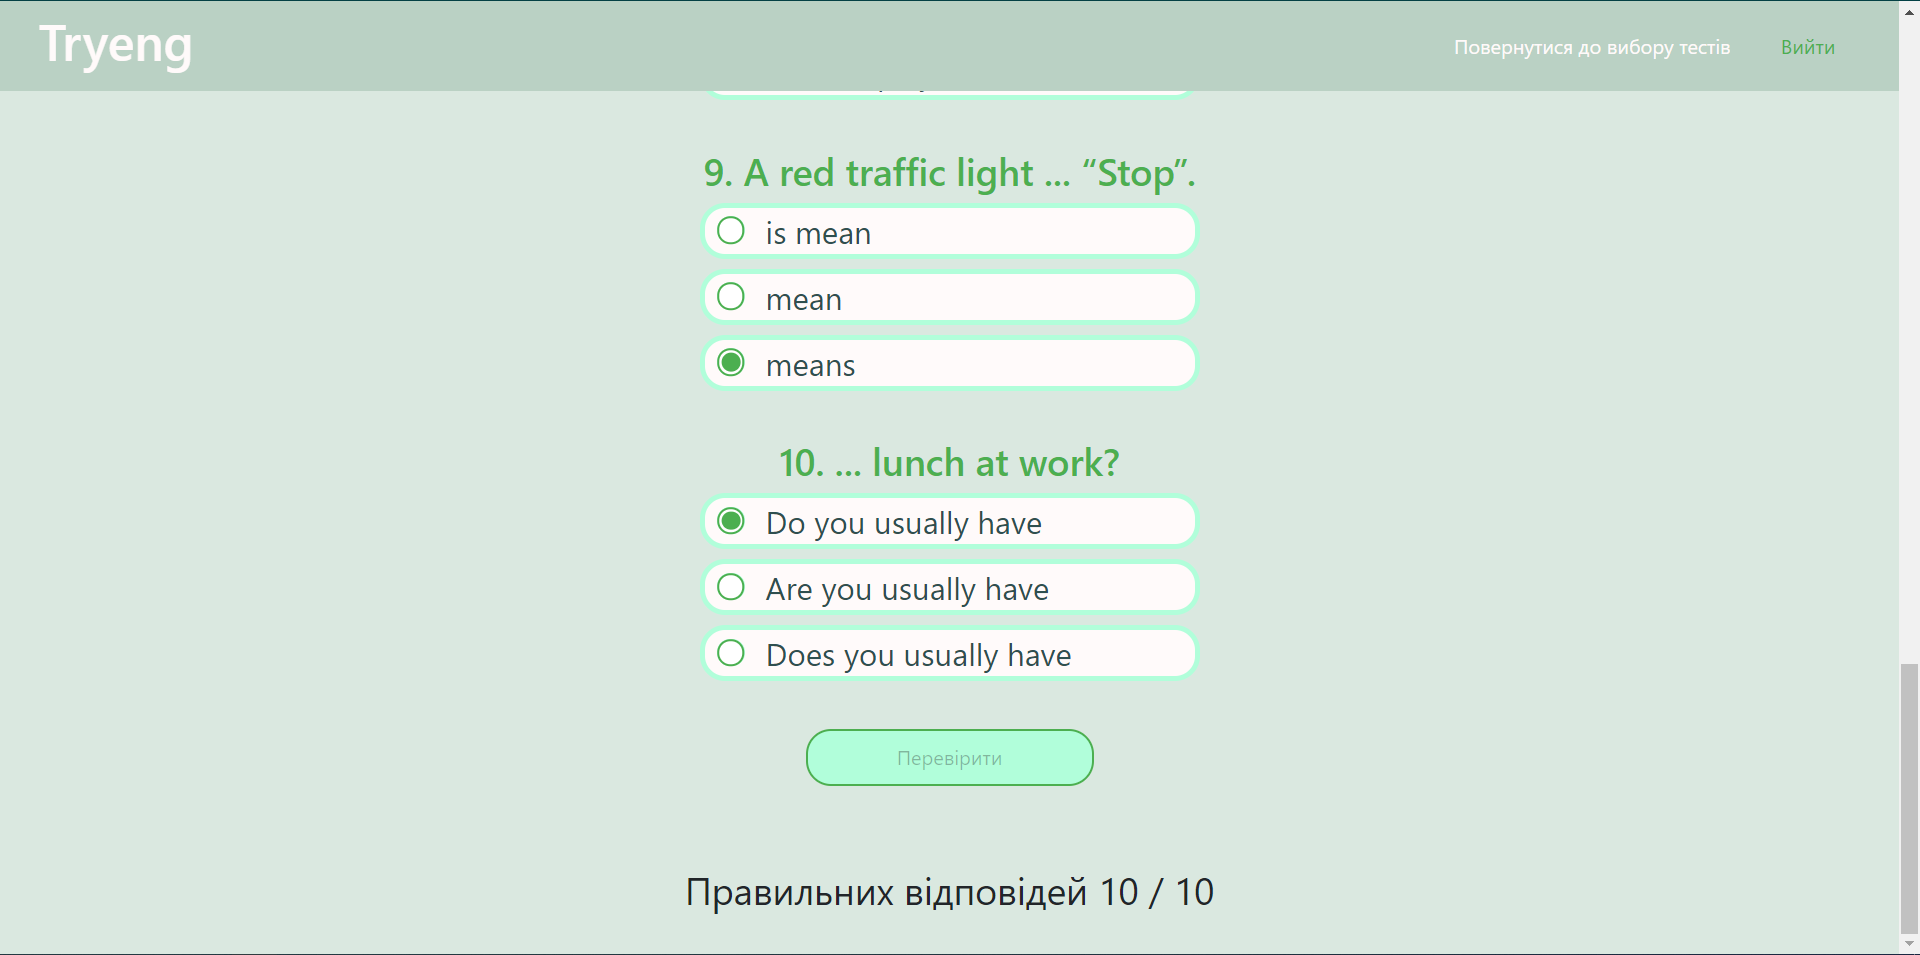 Tryeng
Повернутися до вибору тестів
Вийти
9. A red traffic light ... “Stop”.
is mean
mean
means
10. ... lunch at work?
Do you usually have
Are you usually have
Does you usually have
Перевірити
Правильних відповідей 10 / 10